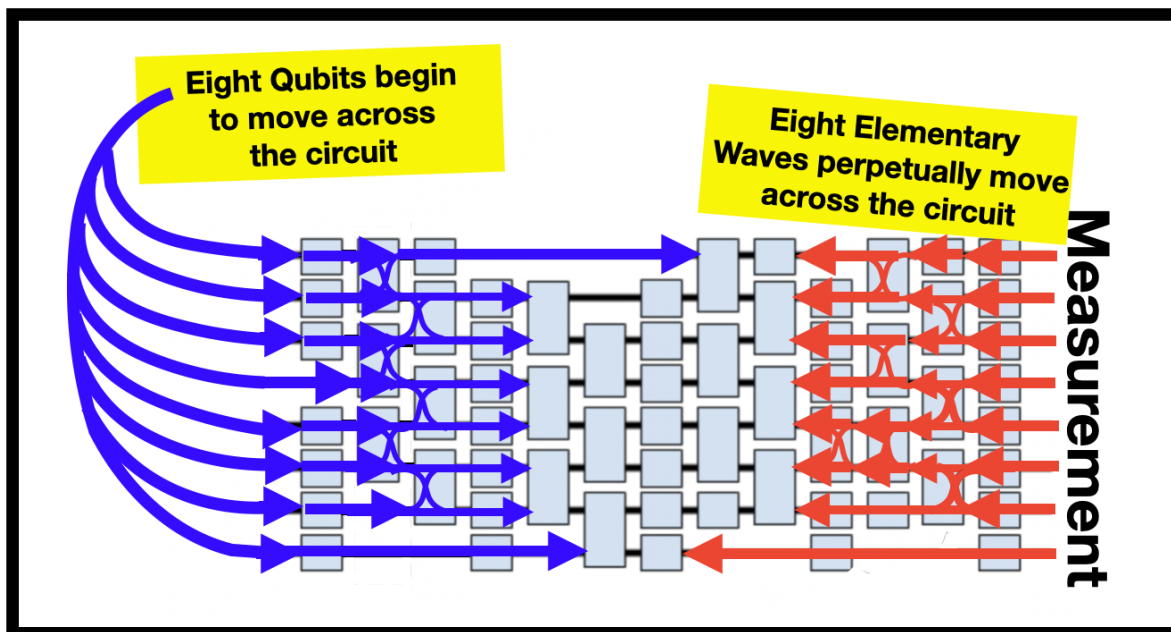 Eight Qubits begin
to move across
the circuit
Eight Elementary
Waves perpetually move
across the circuit
Measurement